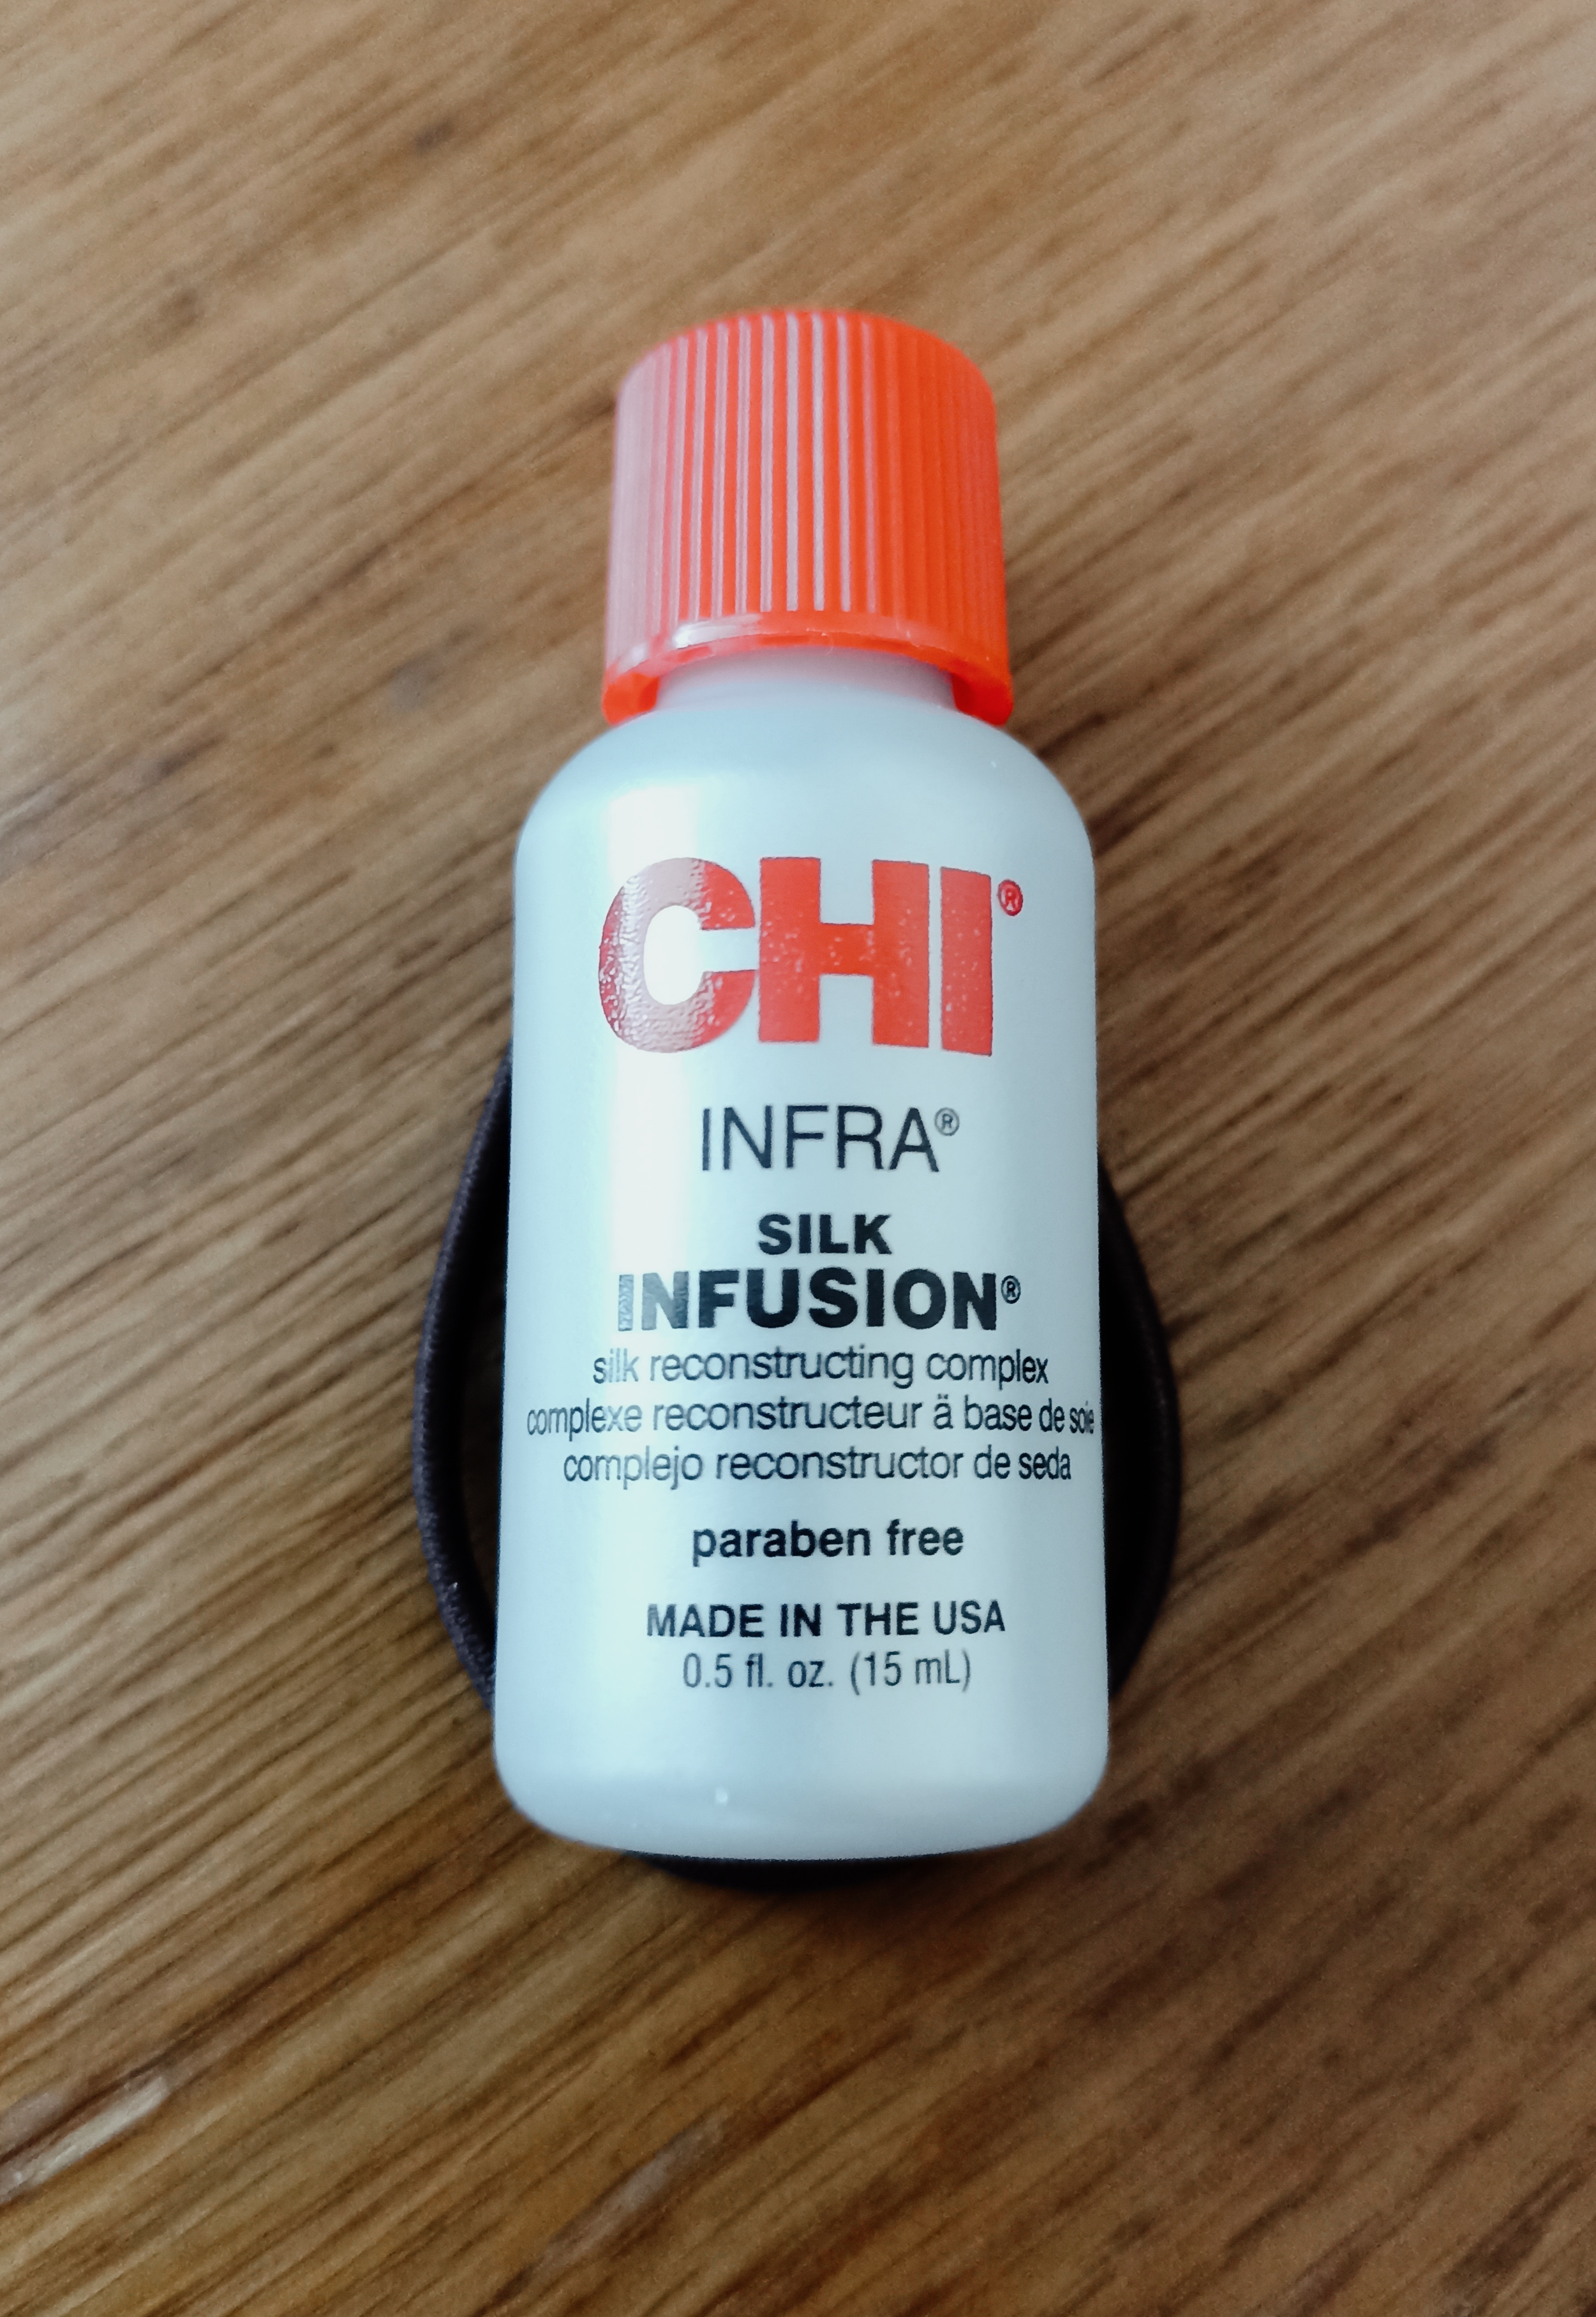 CHI®
INFRA®
SILK
INFUSION®
silk reconstructing complex
complexe reconstructeur ä base de soie
complejo reconstructor de seda
paraben free
MADE IN THE USA
0.5 fl. oz. (15 mL)